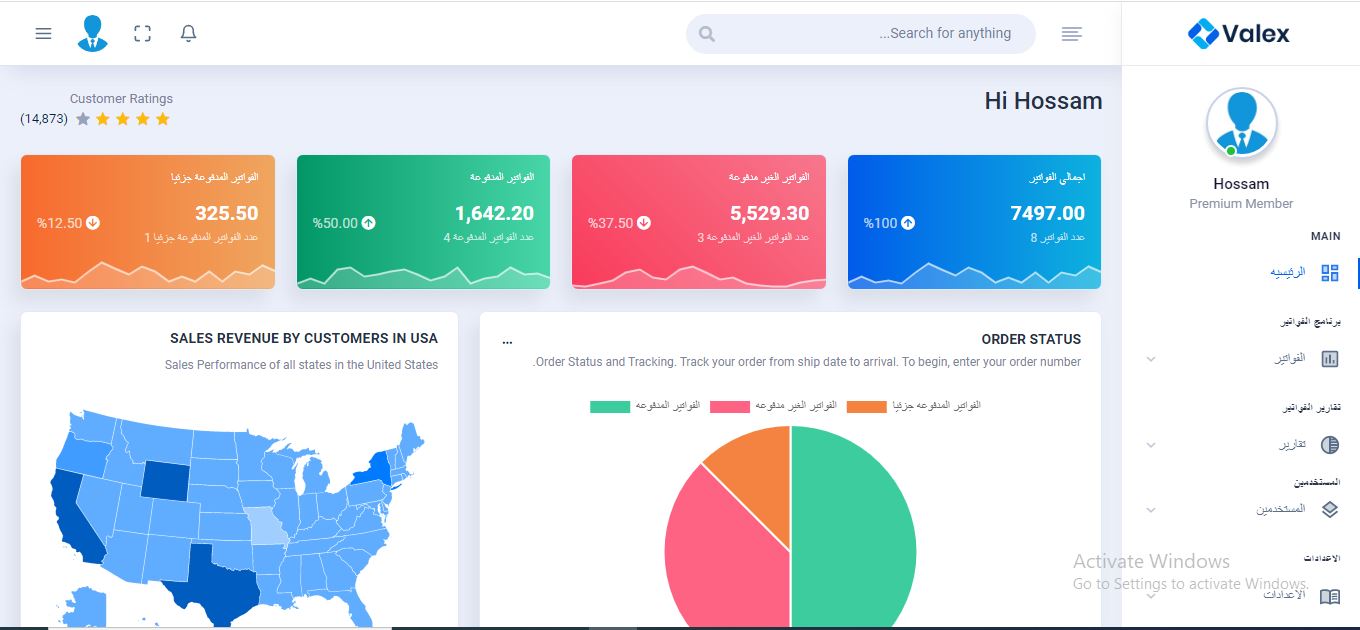 Valex
...Search for anything
Hossam
Premium Member
MAIN
الرئيسيه
برنامج الفواتير
الفواتير
تقارير الفواتير
تقارير
المستخدمين
المستخدمين
الاعدادات
الاعدادات
Hi Hossam
Customer Ratings
(14,873)
اجمالي الفواتير
7497.00
عدد الفواتير 8
%100
الفواتير الغير مدفوعة
5,529.30
عدد الفواتير الغير المدفوعة 3
%37.50
الفواتير المدفوعة
1,642.20
عدد الفواتير المدفوعة 4
%50.00
الفواتير المدفوعة جزئيا
325.50
عدد الفواتير المدفوعة جزئيا 1
%12.50
ORDER STATUS
...
.Order Status and Tracking. Track your order from ship date to arrival. To begin, enter your order number
الفواتير المدفوعه جزئيا
الفواتير الغير مدفوعه
الفواتير المدفوعه
SALES REVENUE BY CUSTOMERS IN USA
Sales Performance of all states in the United States
Activate Windows
Go to Settings to activate Windows.